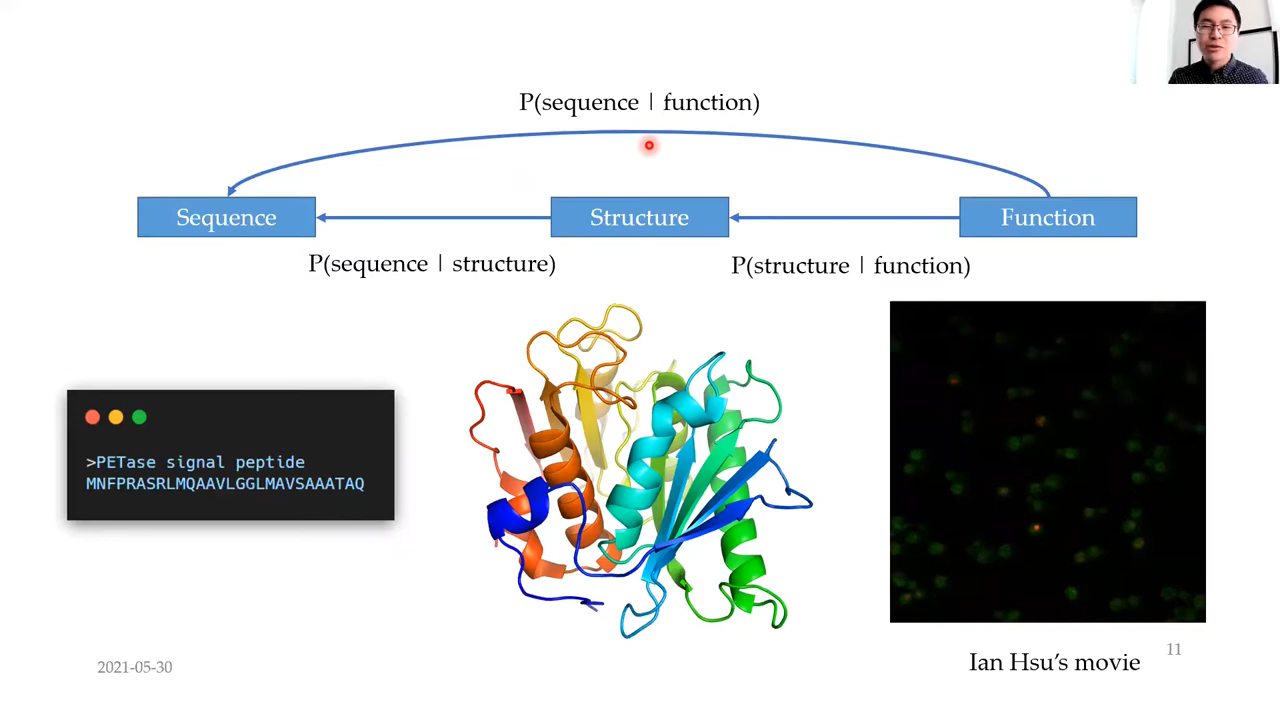 P(sequence | function)
Sequence
Structure
Function
P(sequence | structure)
P(structure | function)
>PETase signal peptide
MNFPRASRLMQAAVLGGLMAVSAAATAQ
2021-05-30
Ian Hsu’s movie
11